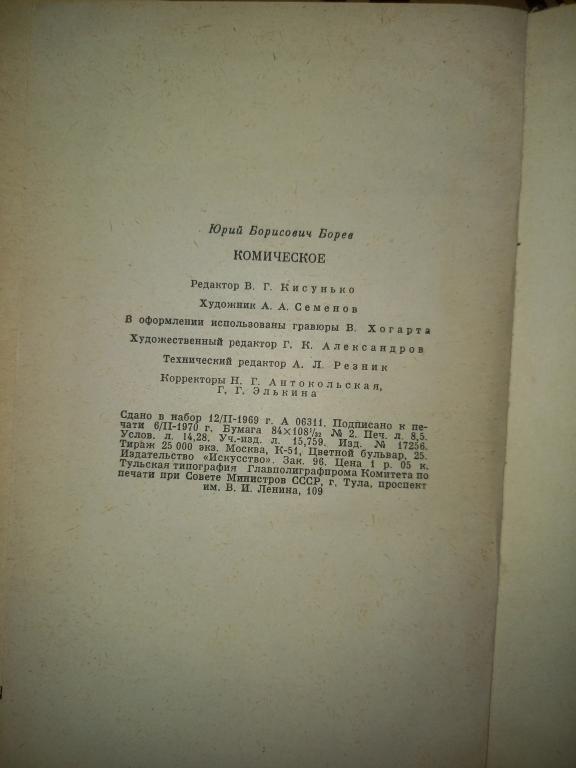 Юрий Борисович Борев
КОМИЧЕСКОЕ
Редактор В. Г. Кисунько
Художник А. А. Семенов
В оформлении использованы гравюры В. Хогарта
Художественный редактор Г. К. Александров
Технический редактор А. Л. Резник
Корректоры Н. Г. Антокольская,
Г. Г. Элькина
Сдано в набор 12/II-1969 г. А 06311. Подписано к пе-
чати 6/II-1970 г. Бумага 84×108¹/₃₂ № 2. Печ. л. 8,5.
Услов. л. 14,28. Уч.-изд. л. 15,759. Изд. № 17256.
Тираж 25 000 экз. Москва, К-51, Цветной бульвар, 25.
Издательство «Искусство». Зак. 96. Цена 1 р. 05 к.
Тульская типография Главполиграфпрома Комитета по
печати при Совете Министров СССР, г. Тула, проспект
им. В. И. Ленина, 109